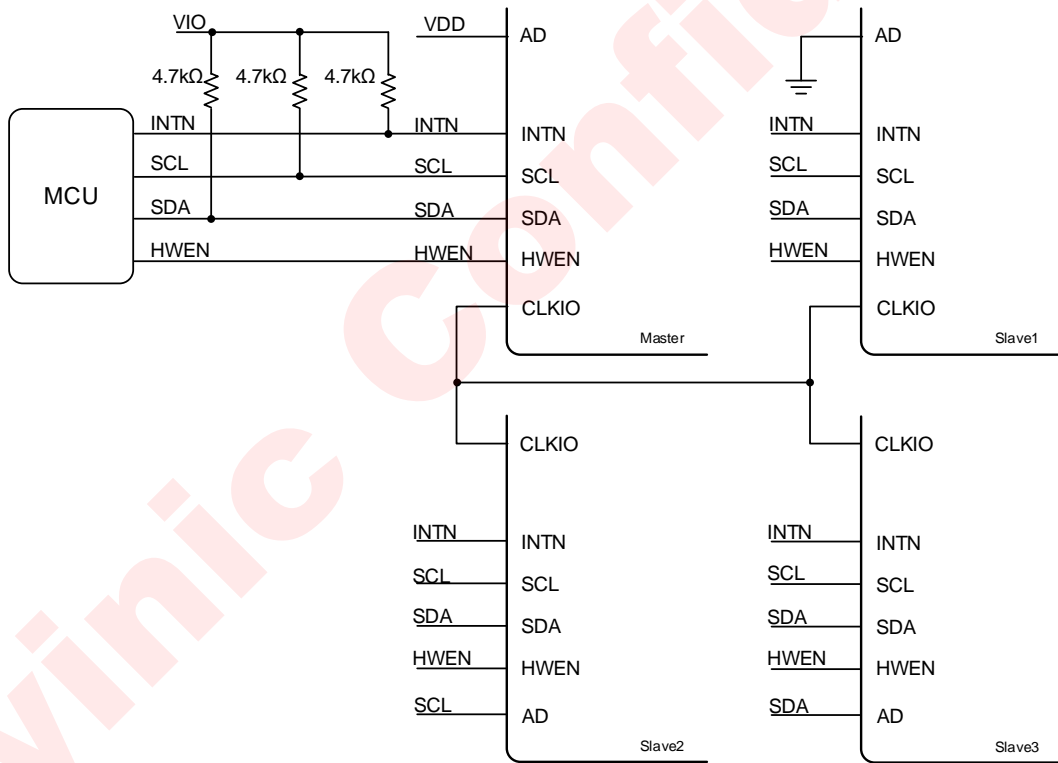 VIO
VDD
AD
AD
4.7kΩ
4.7kΩ
4.7kΩ
MCU
INTN
INTN
INTN
INTN
INTN
SCL
SCL
SCL
SCL
SCL
SDA
SDA
SDA
SDA
SDA
HWEN
HWEN
HWEN
HWEN
HWEN
CLKIO
CLKIO
Master
Slave1
CLKIO
CLKIO
INTN
INTN
INTN
INTN
SCL
SCL
SCL
SCL
SDA
SDA
SDA
SDA
HWEN
HWEN
HWEN
HWEN
SCL
AD
SDA
AD
Slave2
Slave3
vinic Confi